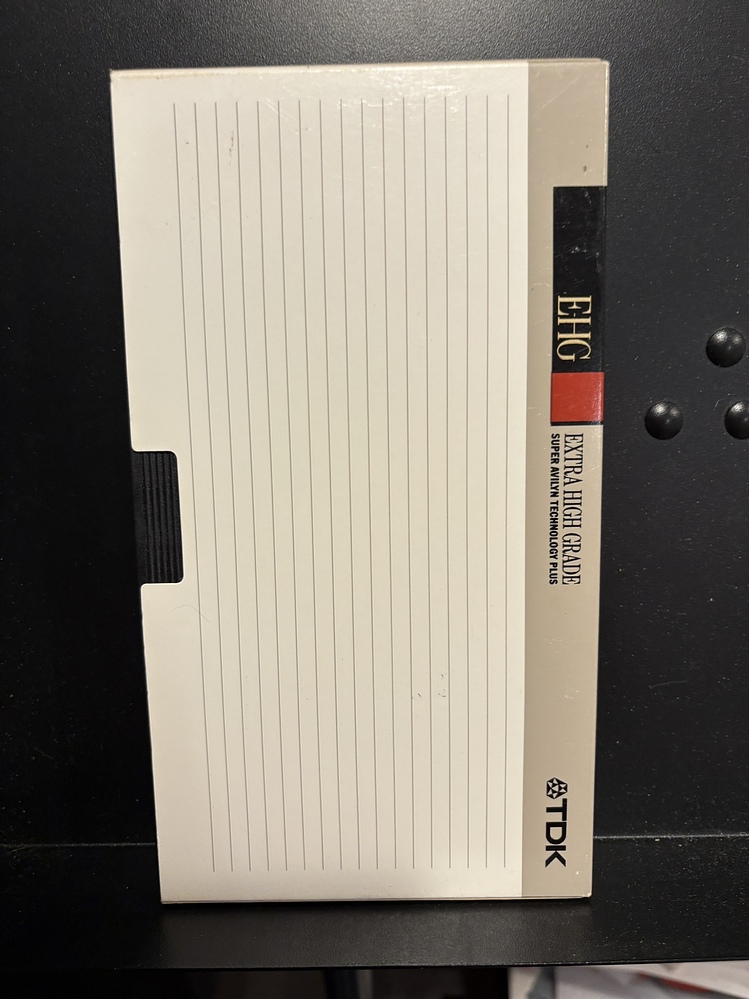 EHG
EXTRA HIGH GRADE
SUPER AVILYN TECHNOLOGY PLUS
TDK